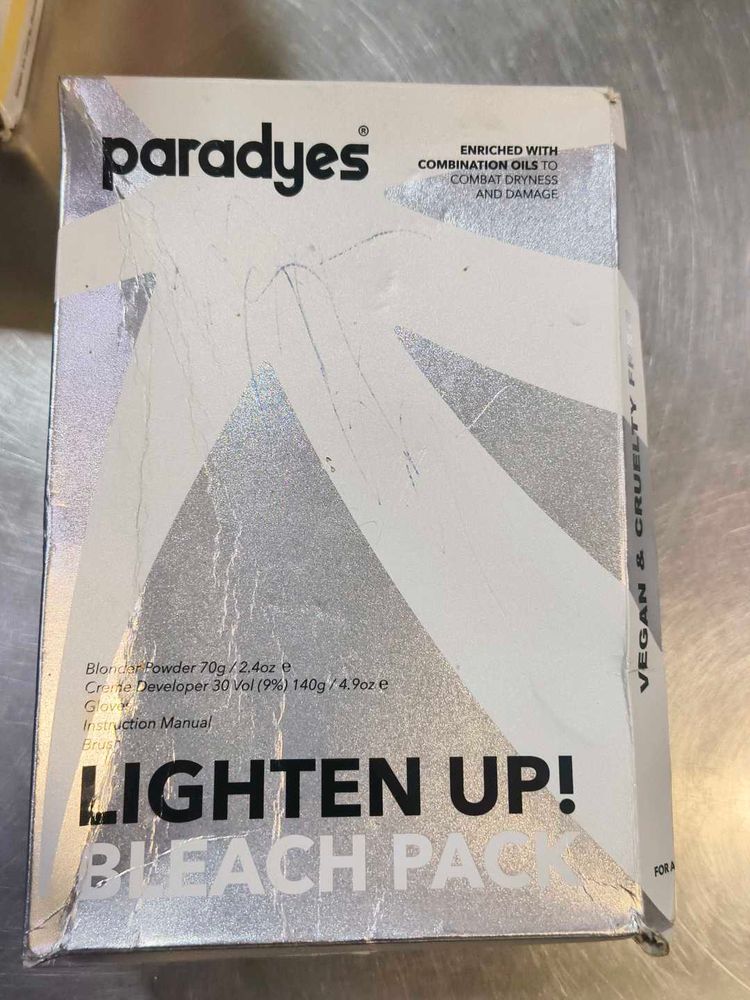 paradyes®
ENRICHED WITH
COMBINATION OILS TO
COMBAT DRYNESS
AND DAMAGE
VEGAN & CRUELTY
Blonder Powder 70g / 2.4oz ℮
Creme Developer 30 Vol (9%) 140g / 4.9oz ℮
Gloves
Instruction Manual
Brush
LIGHTEN UP!
BLEACH PACK
FOR A